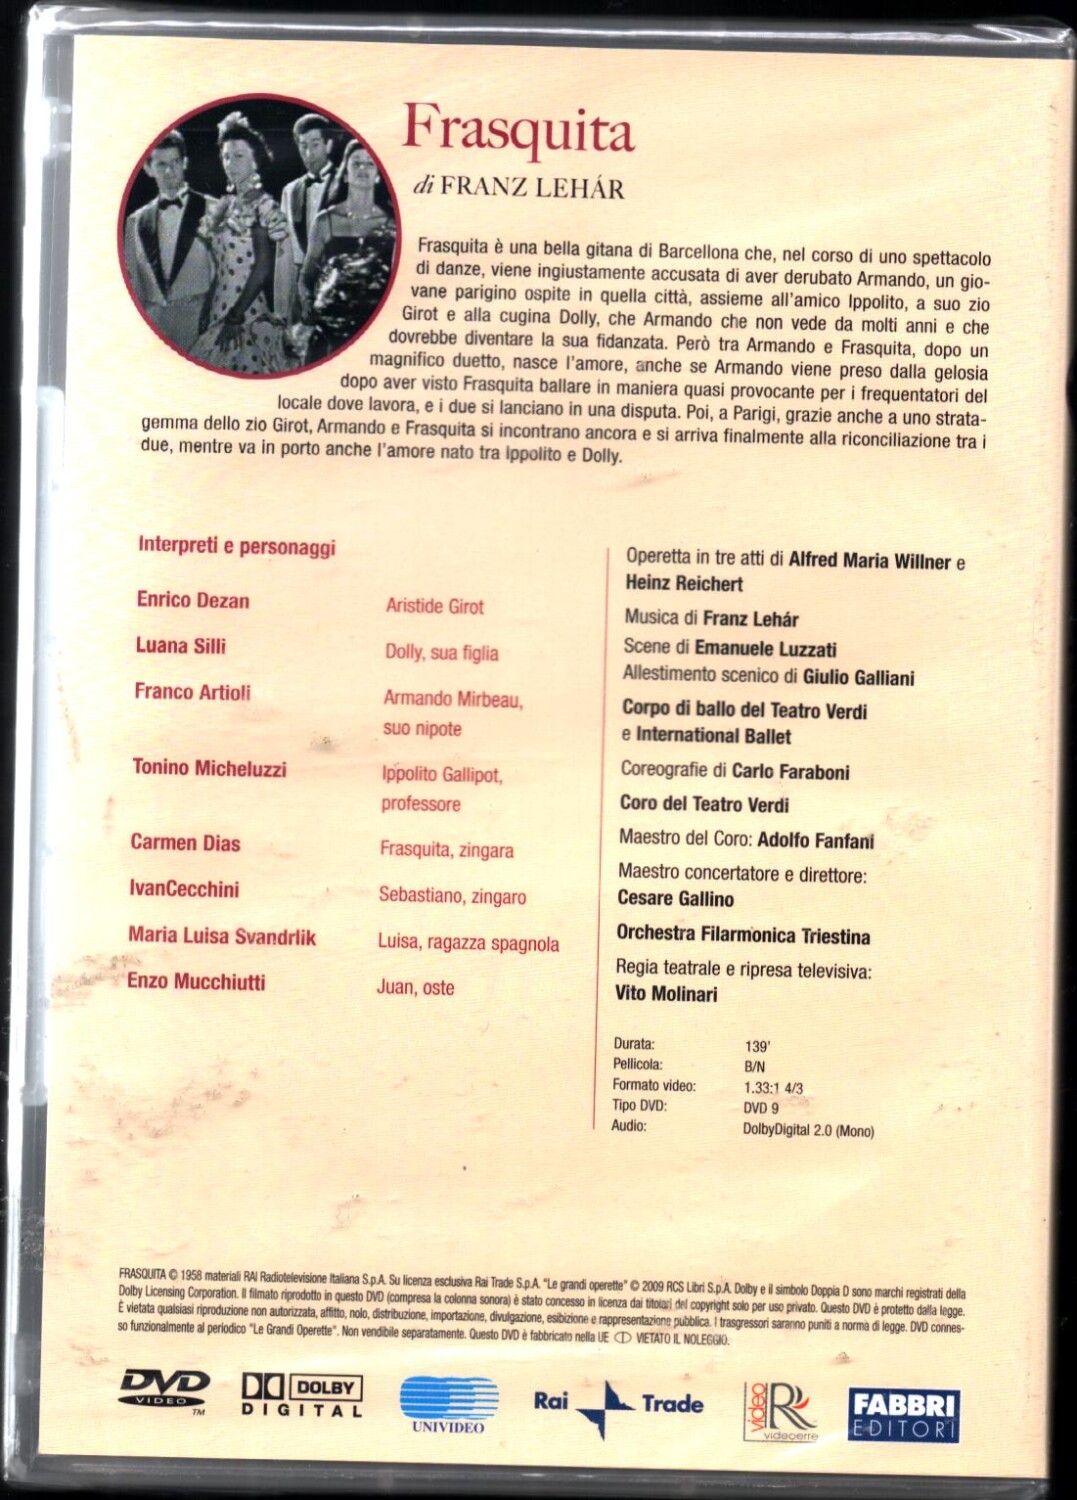 Frasquita
di FRANZ LEHÁR
Frasquita è una bella gitana di Barcellona che, nel corso di uno spettacolo
di danze, viene ingiustamente accusata di aver derubato Armando, un gio-
vane parigino ospite in quella città, assieme all'amico Ippolito, a suo zio
Girot e alla cugina Dolly, che Armando che non vede da molti anni e che
dovrebbe diventare la sua fidanzata. Però tra Armando e Frasquita, dopo un
magnifico duetto, nasce l'amore, anche se Armando viene preso dalla gelosia
dopo aver visto Frasquita ballare in maniera quasi provocante per i frequentatori del
locale dove lavora, e i due si lanciano in una disputa. Poi, a Parigi, grazie anche a uno strata-
gemma dello zio Girot, Armando e Frasquita si incontrano ancora e si arriva finalmente alla riconciliazione tra i
due, mentre va in porto anche l'amore nato tra Ippolito e Dolly.
Interpreti e personaggi
Enrico Dezan Aristide Girot
Luana Silli Dolly, sua figlia
Franco Artioli Armando Mirbeau,
suo nipote
Tonino Micheluzzi Ippolito Gallipot,
professore
Carmen Dias Frasquita, zingara
IvanCecchini Sebastiano, zingaro
Maria Luisa Svandrlik Luisa, ragazza spagnola
Enzo Mucchiutti Juan, oste
Operetta in tre atti di Alfred Maria Willner e
Heinz Reichert
Musica di Franz Lehár
Scene di Emanuele Luzzati
Allestimento scenico di Giulio Galliani
Corpo di ballo del Teatro Verdi
e International Ballet
Coreografie di Carlo Faraboni
Coro del Teatro Verdi
Maestro del Coro: Adolfo Fanfani
Maestro concertatore e direttore:
Cesare Gallino
Orchestra Filarmonica Triestina
Regia teatrale e ripresa televisiva:
Vito Molinari
Durata: 139'
Pellicola: B/N
Formato video: 1.33:1 4/3
Tipo DVD: DVD 9
Audio: DolbyDigital 2.0 (Mono)
FRASQUITA © 1958 materiali RAI Radiotelevisione Italiana S.p.A. Su licenza esclusiva Rai Trade S.p.A. "Le grandi operette" © 2009 RCS Libri S.p.A. Dolby e il simbolo Doppia D sono marchi registrati della
Dolby Licensing Corporation. Il filmato riprodotto in questo DVD (compresa la colonna sonora) è stato concesso in licenza dai titolari del copyright solo per uso privato. Questo DVD è protetto dalla legge.
È vietata qualsiasi riproduzione non autorizzata, affitto, nolo, distribuzione, importazione, divulgazione, esibizione e rappresentazione pubblica. I trasgressori saranno puniti a norma di legge. DVD connes-
so funzionalmente al periodico "Le Grandi Operette". Non vendibile separatamente. Questo DVD è fabbricato nella UE VIETATO IL NOLEGGIO.
DVD VIDEO TM
DOLBY DIGITAL
UNIVIDEO
Rai Trade
video R videoerre
FABBRI EDITORI